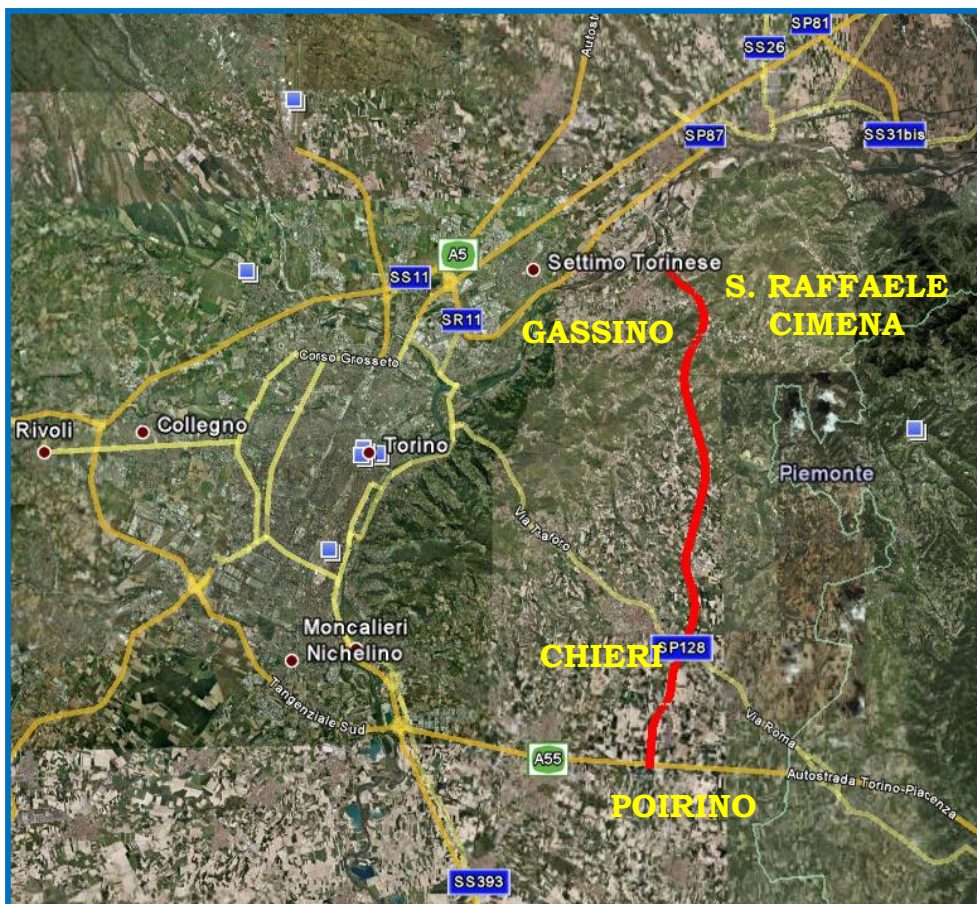 SP81
SS26
Autost
SP87
SS31bis
A5
Settimo Torinese
SS11
S. RAFFAELE
CIMENA
SR11
GASSINO
Corso Grosseto
Rivoli
Collegno
Torino
Piemonte
Via Traforo
Moncalieri
Nichelino
CHIERI
SP128
Tangenziale Sud
Via Roma
A55
Autostrada Torino-Piacenza
POIRINO
SS393